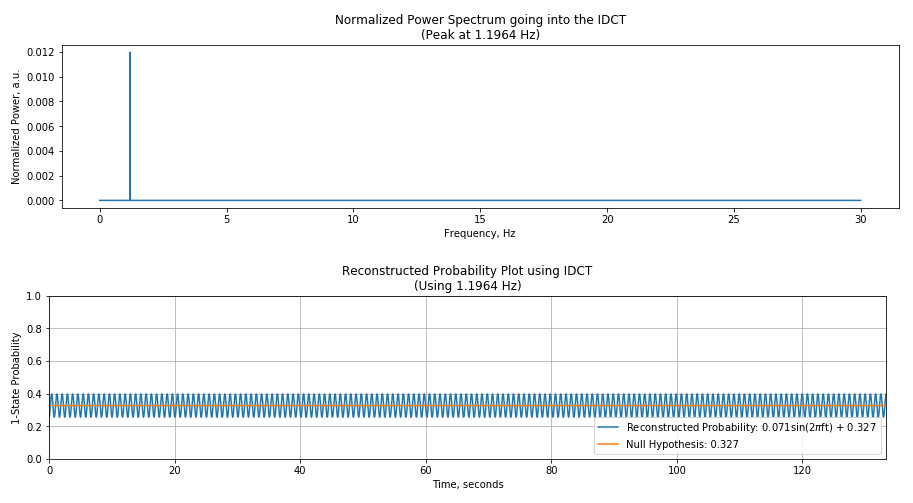 Normalized Power Spectrum going into the IDCT
(Peak at 1.1964 Hz)
Normalized Power, a.u.
0.012
0.010
0.008
0.006
0.004
0.002
0.000
0 5 10 15 20 25 30
Frequency, Hz
Reconstructed Probability Plot using IDCT
(Using 1.1964 Hz)
1-State Probability
1.0
0.8
0.6
0.4
0.2
0.0
Reconstructed Probability: 0.071sin(2πft) + 0.327
Null Hypothesis: 0.327
0 20 40 60 80 100 120
Time, seconds